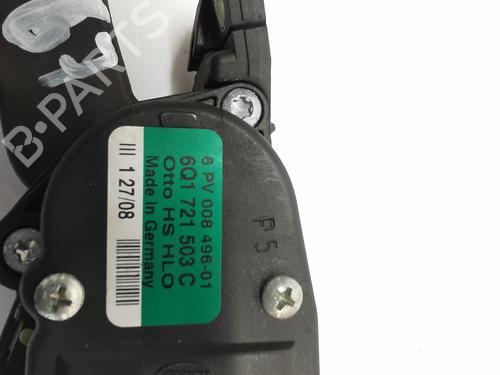 6 PV 008 496-01
6Q1 721 503 C
Otto HS HLO
Made in Germany
III 1 27/08
P 5
B-PARTS